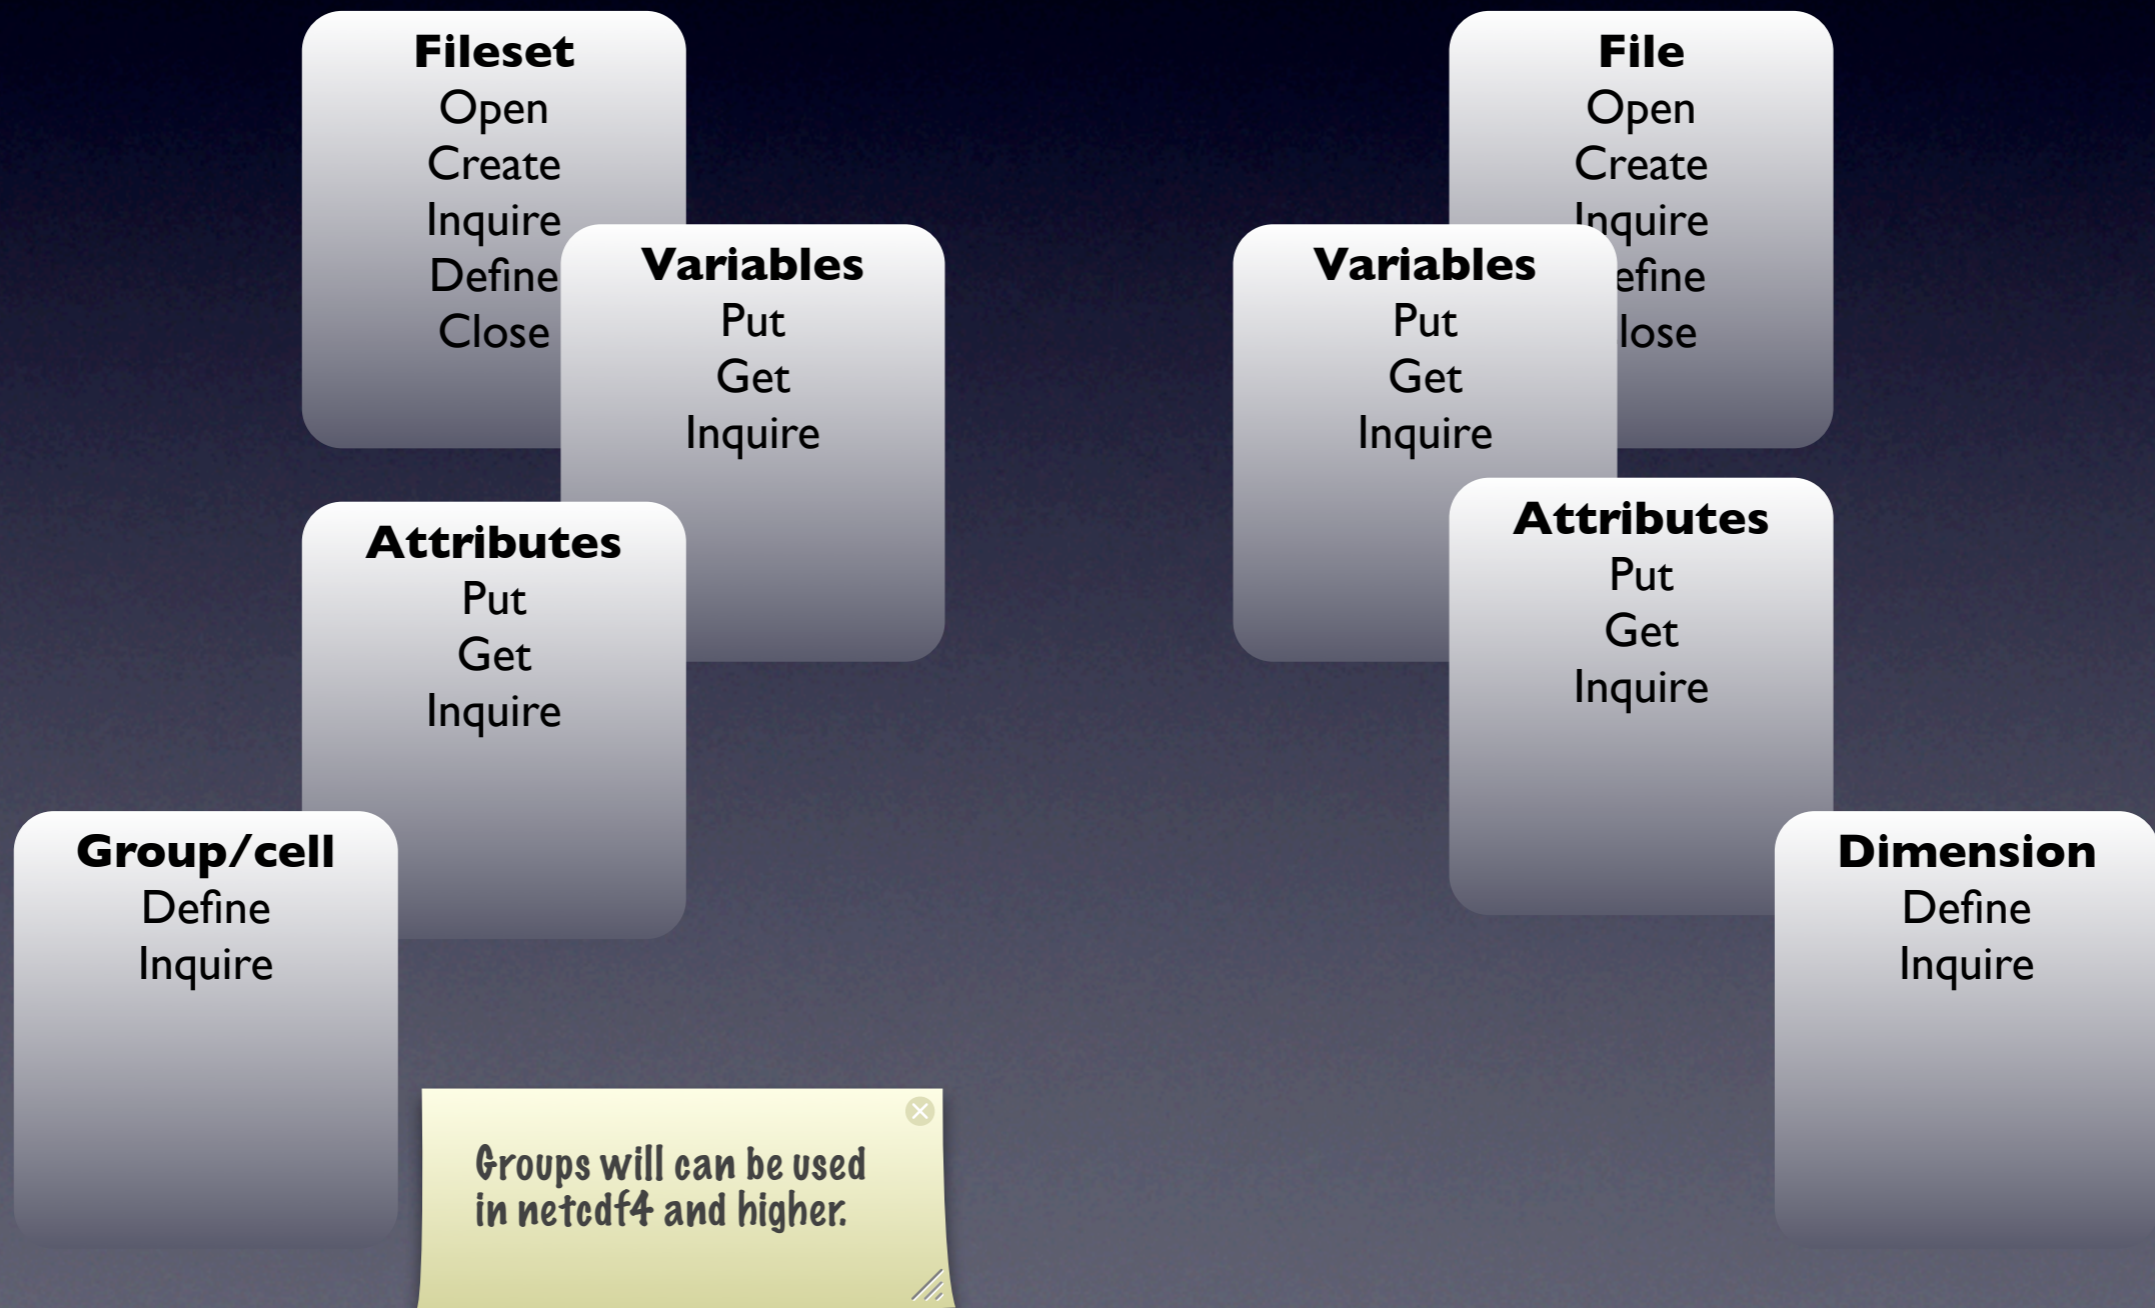 Fileset
Open
Create
Inquire
Define
Close
Variables
Put
Get
Inquire
Attributes
Put
Get
Inquire
Group/cell
Define
Inquire
Groups will can be used
in netcdf4 and higher.
File
Open
Create
Inquire
efine
lose
Variables
Put
Get
Inquire
Attributes
Put
Get
Inquire
Dimension
Define
Inquire